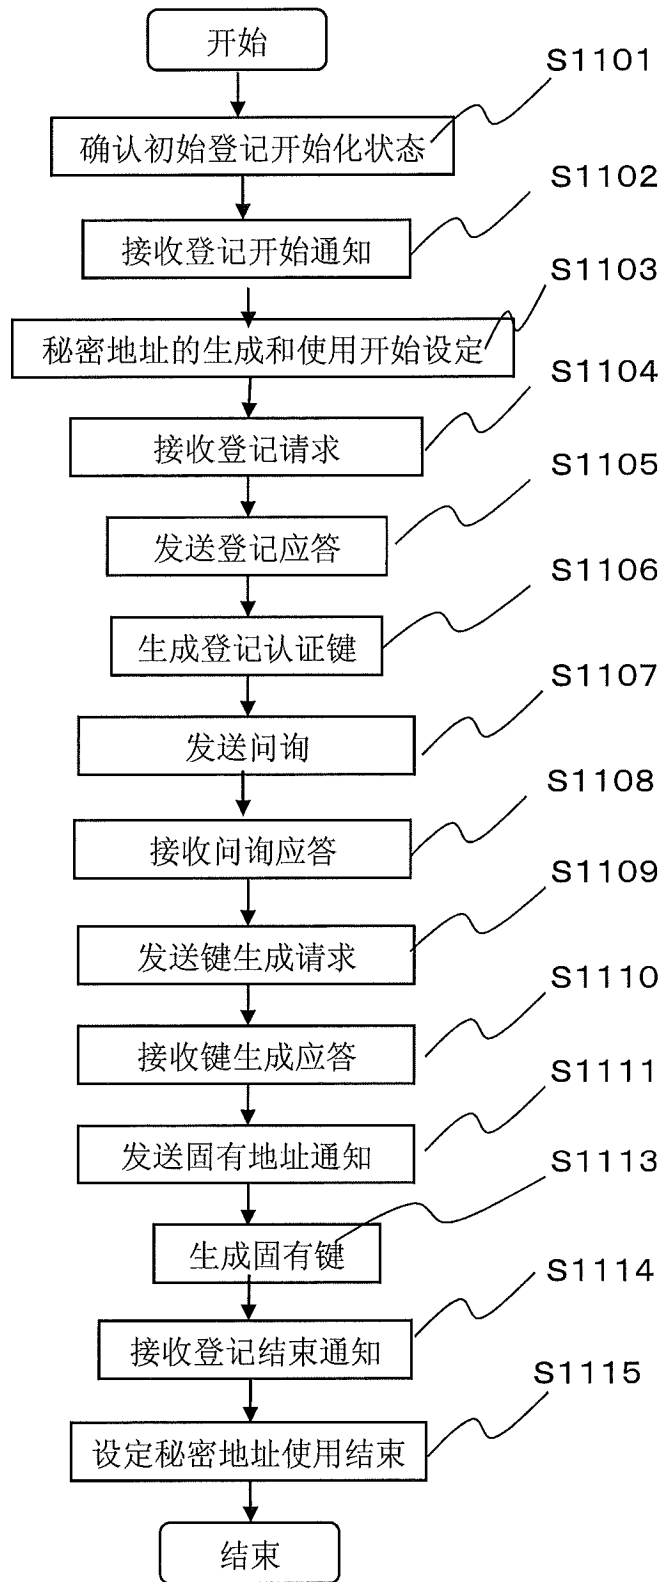 开始
S1101
确认初始登记开始化状态
S1102
接收登记开始通知
S1103
秘密地址的生成和使用开始设定
S1104
接收登记请求
S1105
发送登记应答
S1106
生成登记认证键
S1107
发送问询
S1108
接收问询应答
S1109
发送键生成请求
S1110
接收键生成应答
S1111
发送固有地址通知
S1113
生成固有键
S1114
接收登记结束通知
S1115
设定秘密地址使用结束
结束